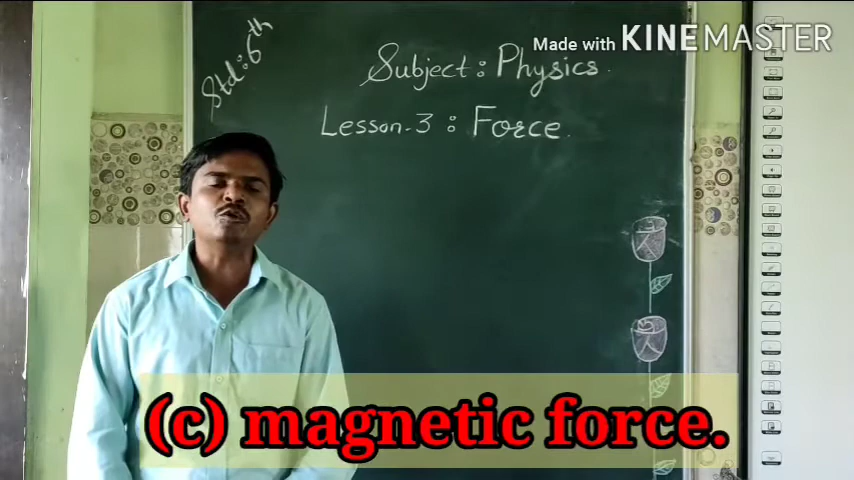 Made with KINEMASTER
Std: 6th
Subject: Physics.
Lesson-3: Force.
(c) magnetic force.